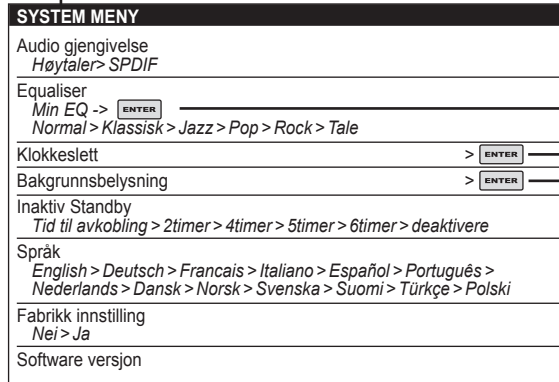 SYSTEM MENY
Audio gjengivelse
Høytaler> SPDIF
Equaliser
Min EQ -> ENTER
Normal > Klassisk > Jazz > Pop > Rock > Tale
Klokkeslett > ENTER
Bakgrunnsbelysning > ENTER
Inaktiv Standby
Tid til avkobling > 2timer > 4timer > 5timer > 6timer > deaktivere
Språk
English > Deutsch > Francais > Italiano > Español > Português >
Nederlands > Dansk > Norsk > Svenska > Suomi > Türkçe > Polski
Fabrikk innstilling
Nei > Ja
Software versjon